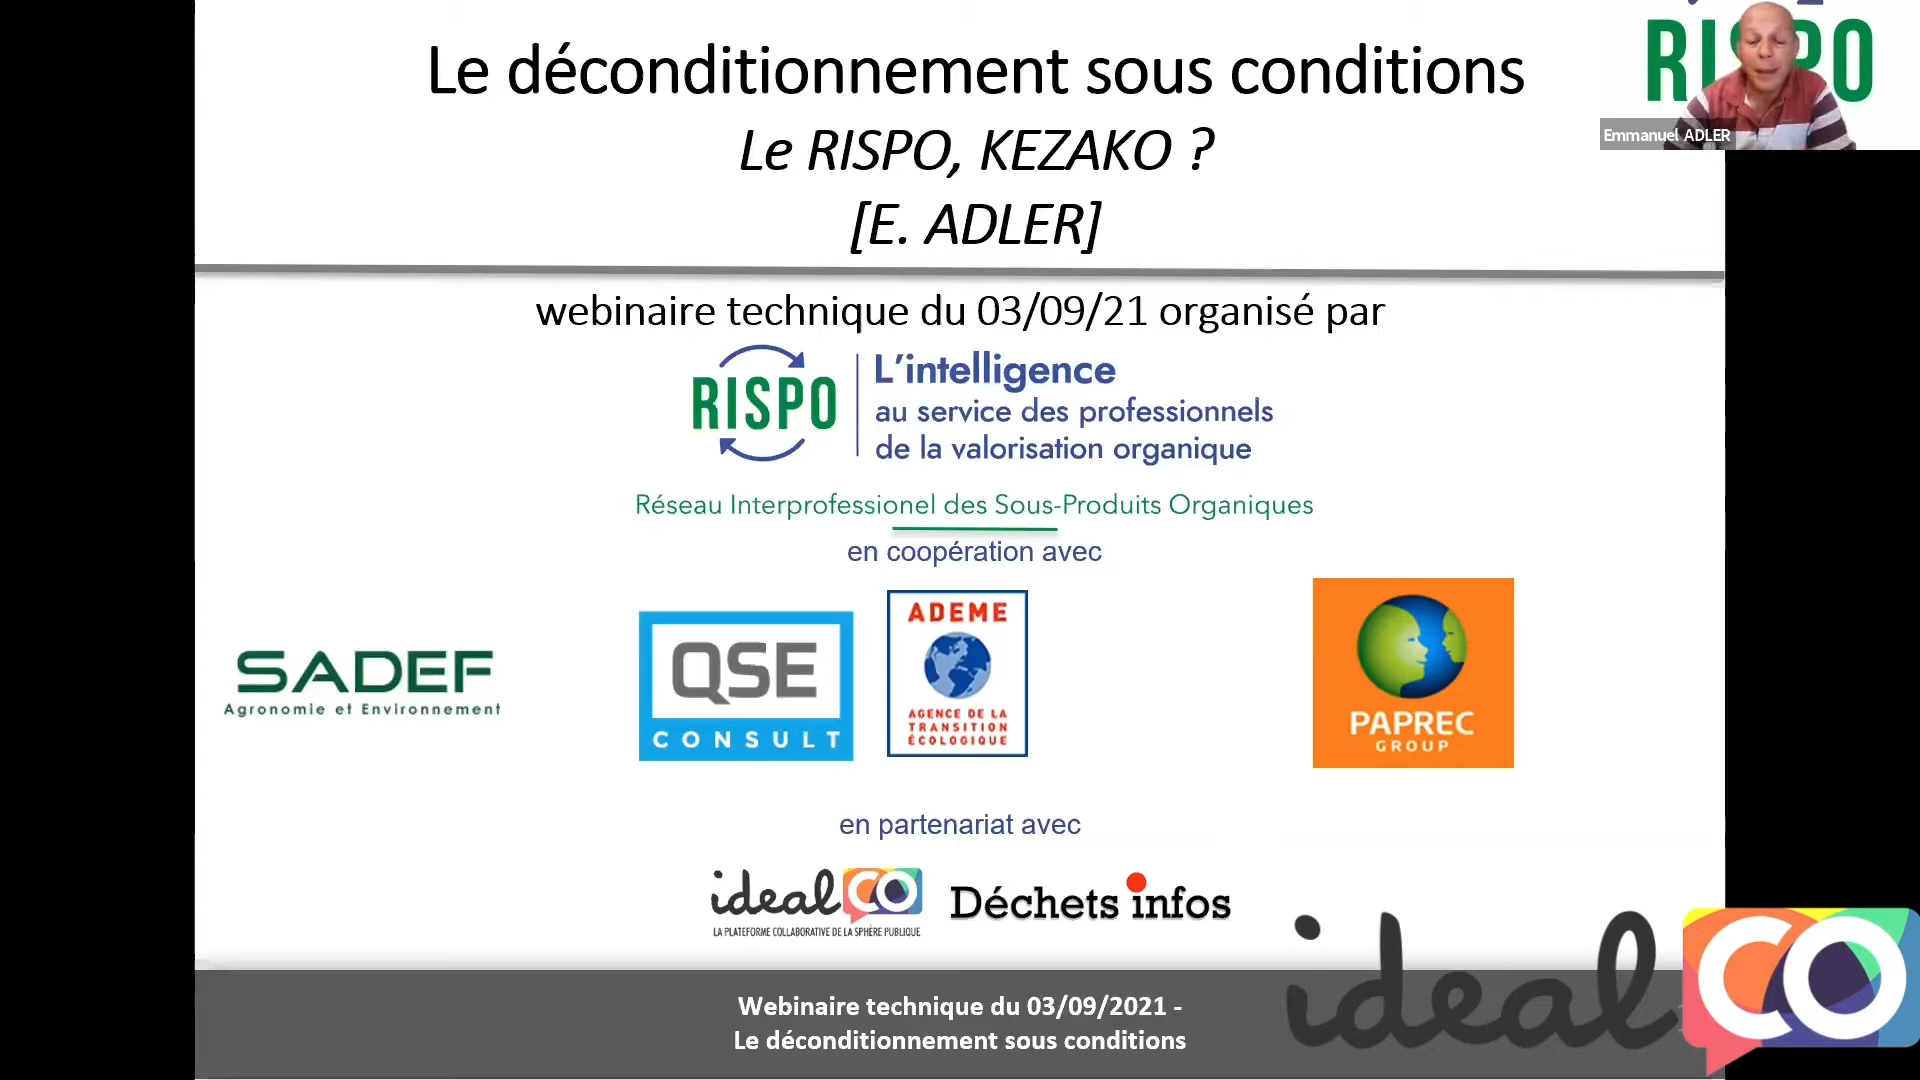 Le déconditionnement sous conditions
Le RISPO, KEZAKO ?
[E. ADLER]
RISPO
Emmanuel ADLER
webinaire technique du 03/09/21 organisé par
RISPO
L'intelligence
au service des professionnels
de la valorisation organique
Réseau Interprofessionel des Sous-Produits Organiques
en coopération avec
SADEF
Agronomie et Environnement
QSE
CONSULT
ADEME
AGENCE DE LA
TRANSITION
ÉCOLOGIQUE
PAPREC
GROUP
en partenariat avec
idealCO
LA PLATEFORME COLLABORATIVE DE LA SPHÈRE PUBLIQUE
Déchets infos
Webinaire technique du 03/09/2021 -
Le déconditionnement sous conditions
idealCO